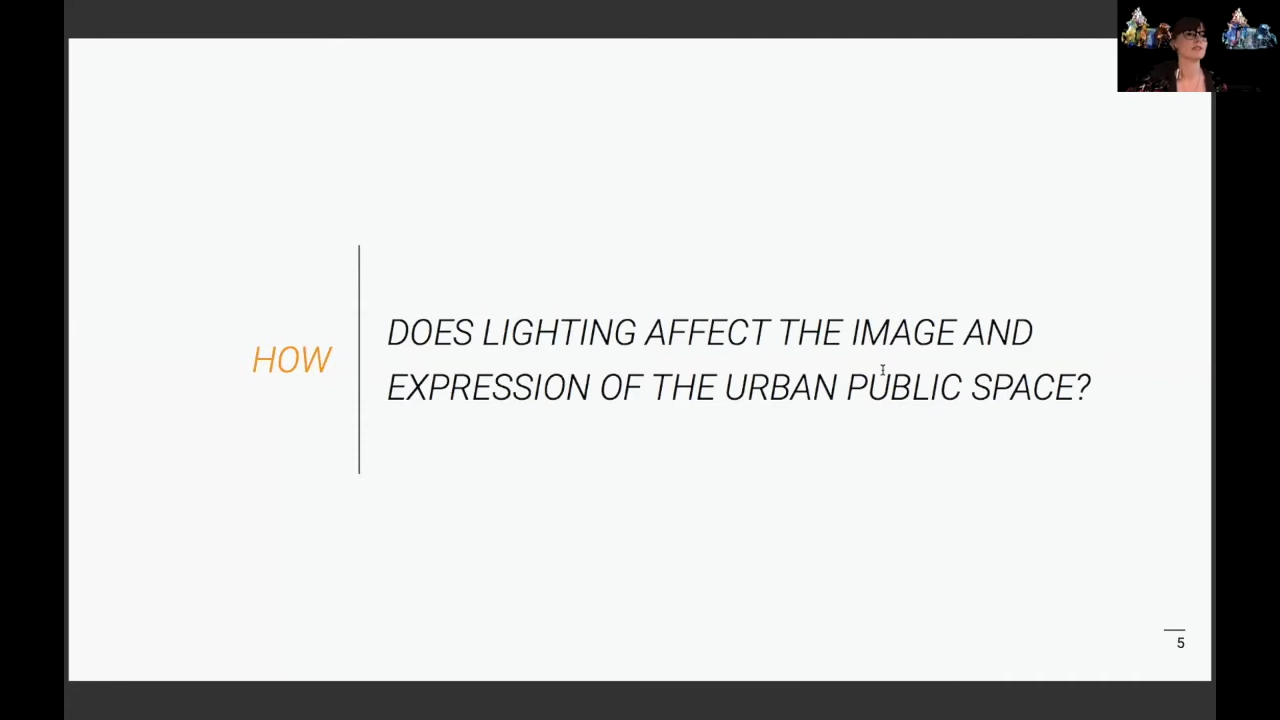 HOW
DOES LIGHTING AFFECT THE IMAGE AND
EXPRESSION OF THE URBAN PUBLIC SPACE?
5